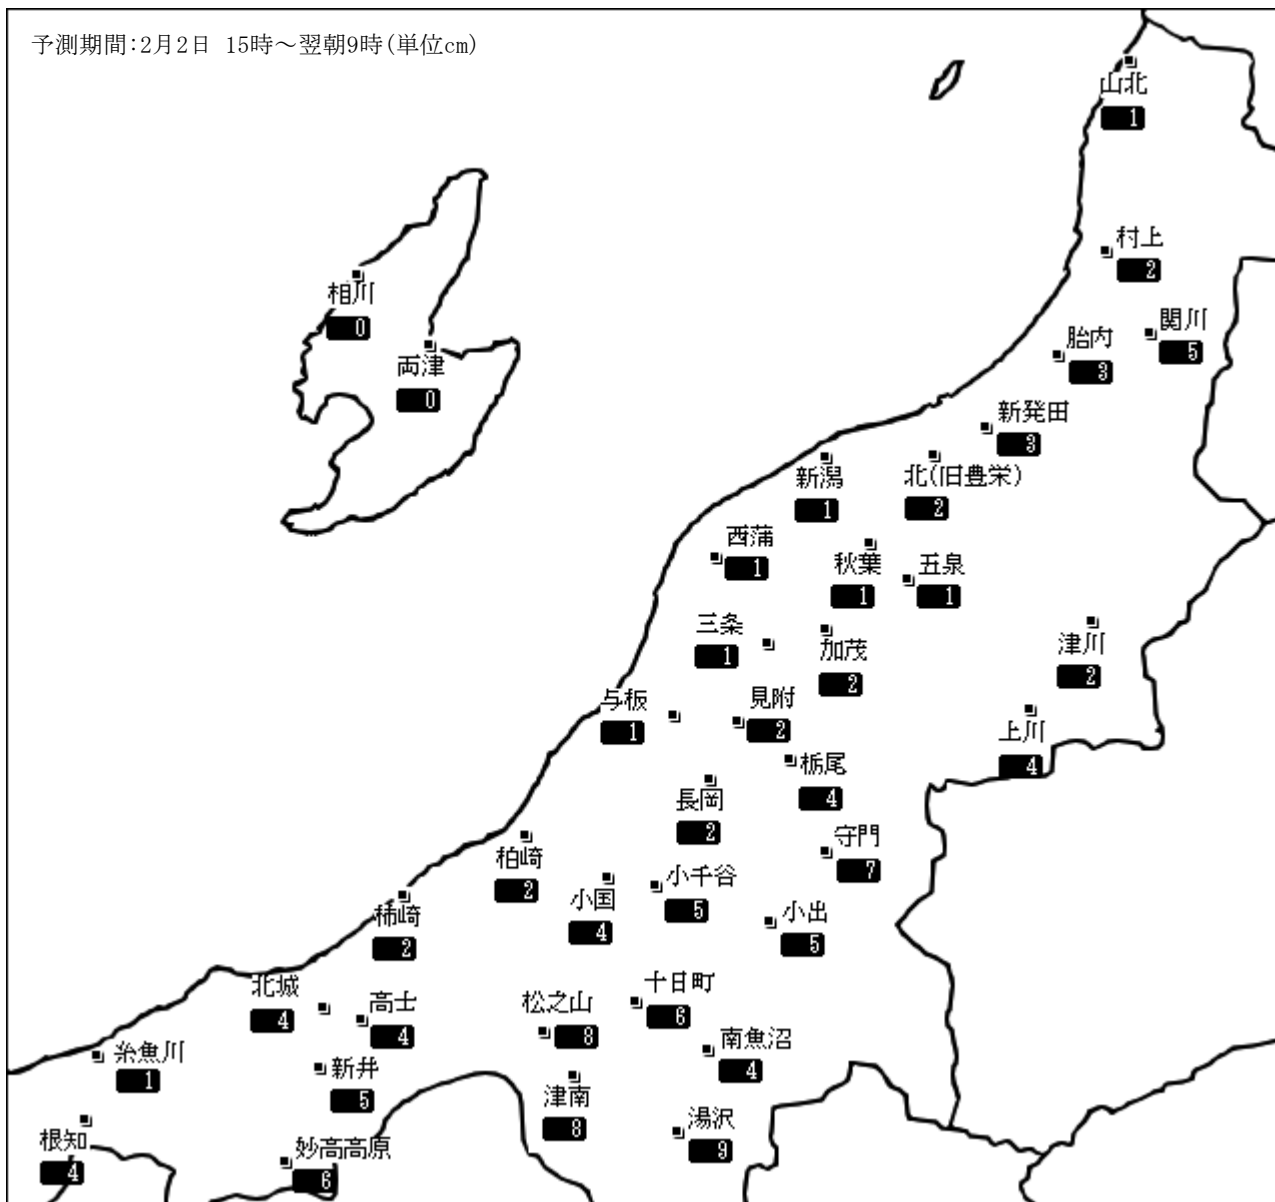 予測期間:2月2日 15時～翌朝9時(単位cm)
山北
1
村上
2
相川
0
関川
5
胎内
3
両津
0
新発田
3
新潟
1
北(旧豊栄)
2
西蒲
1
秋葉
1
五泉
1
三条
1
加茂
2
津川
2
与板
1
見附
2
上川
4
栃尾
4
長岡
2
守門
7
柏崎
2
小千谷
5
小国
4
小出
5
柿崎
2
北城
4
高士
4
松之山
8
十日町
6
南魚沼
4
糸魚川
1
新井
5
津南
8
湯沢
9
根知
4
妙高高原
6